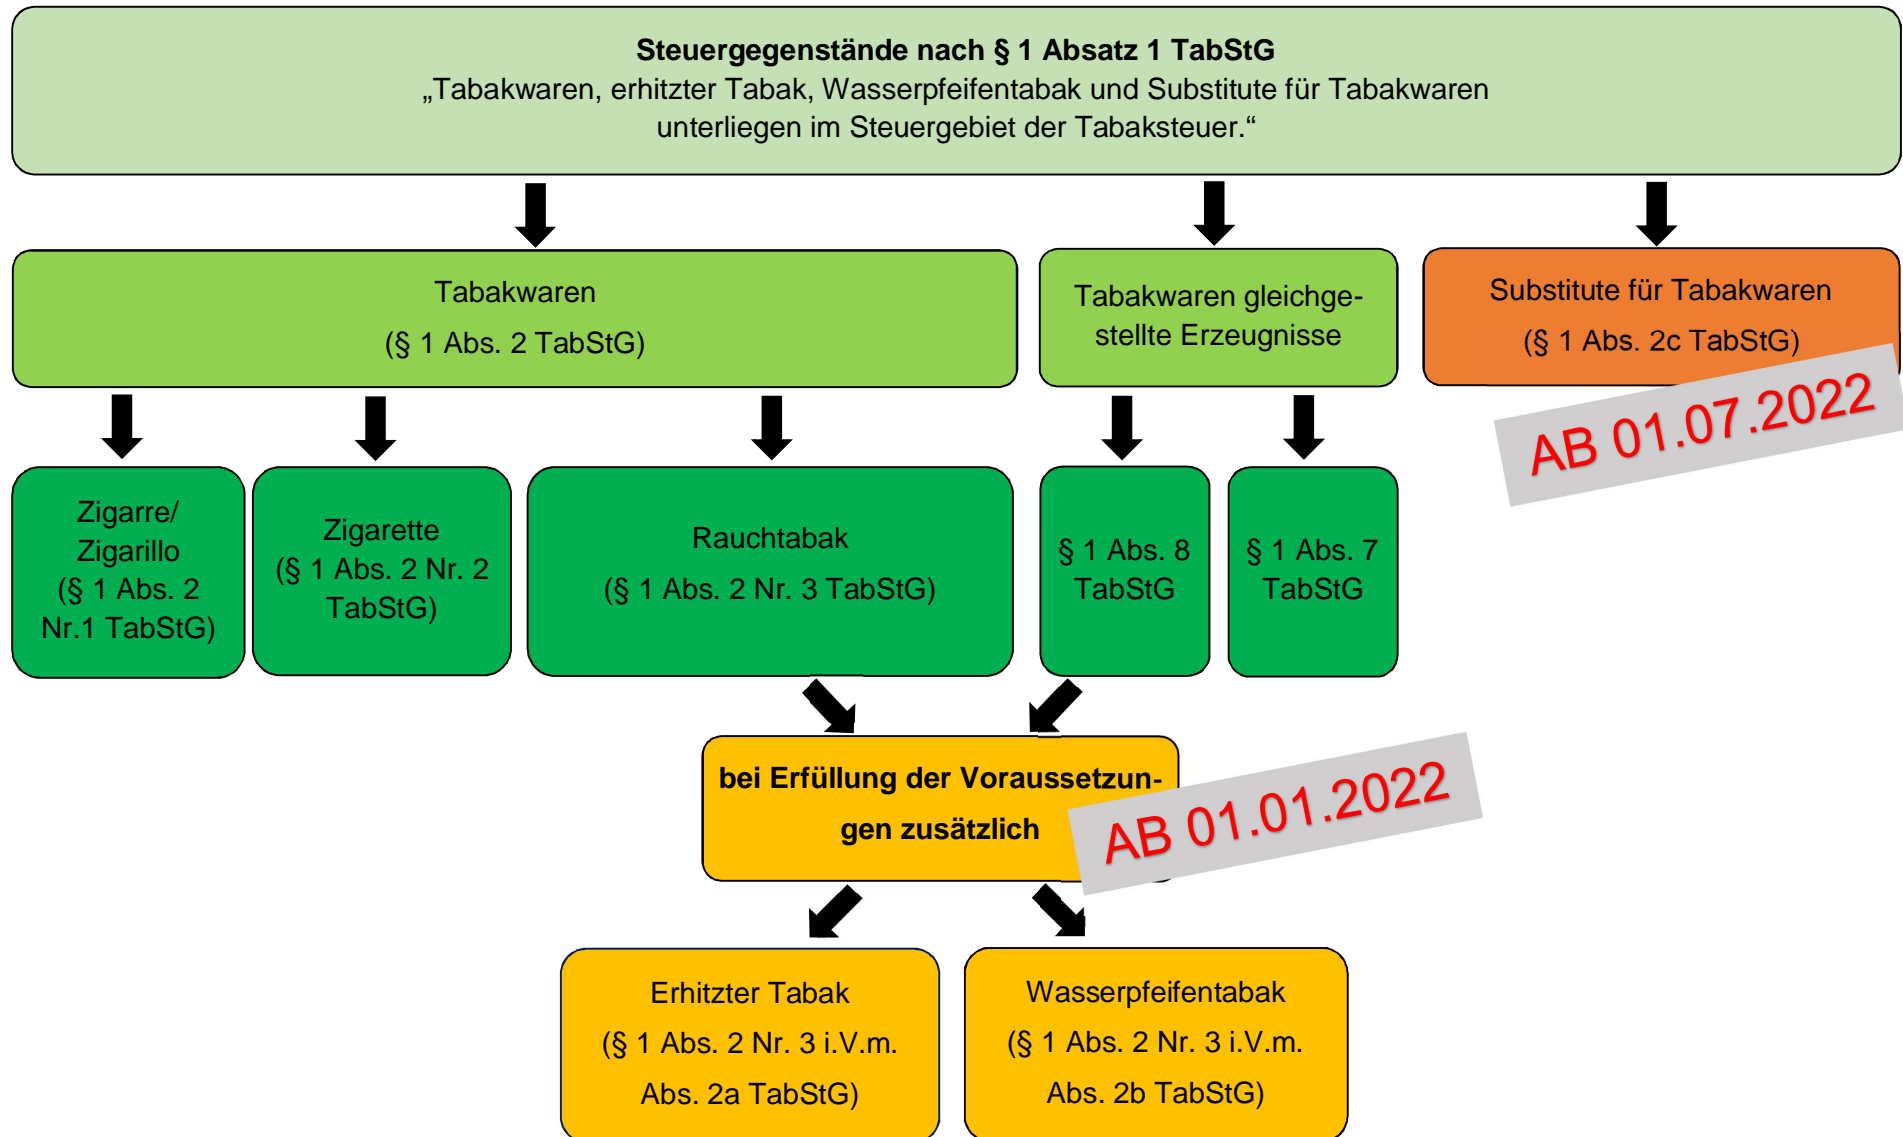 Steuergegenstände nach § 1 Absatz 1 TabStG
„Tabakwaren, erhitzter Tabak, Wasserpfeifentabak und Substitute für Tabakwaren
unterliegen im Steuergebiet der Tabaksteuer.“
Tabakwaren
(§ 1 Abs. 2 TabStG)
Tabakwaren gleichge-
stellte Erzeugnisse
Substitute für Tabakwaren
(§ 1 Abs. 2c TabStG)
AB 01.07.2022
Zigarre/
Zigarillo
(§ 1 Abs. 2
Nr.1 TabStG)
Zigarette
(§ 1 Abs. 2 Nr. 2
TabStG)
Rauchtabak
(§ 1 Abs. 2 Nr. 3 TabStG)
§ 1 Abs. 8
TabStG
§ 1 Abs. 7
TabStG
bei Erfüllung der Voraussetzun-
gen zusätzlich
AB 01.01.2022
Erhitzter Tabak
(§ 1 Abs. 2 Nr. 3 i.V.m.
Abs. 2a TabStG)
Wasserpfeifentabak
(§ 1 Abs. 2 Nr. 3 i.V.m.
Abs. 2b TabStG)